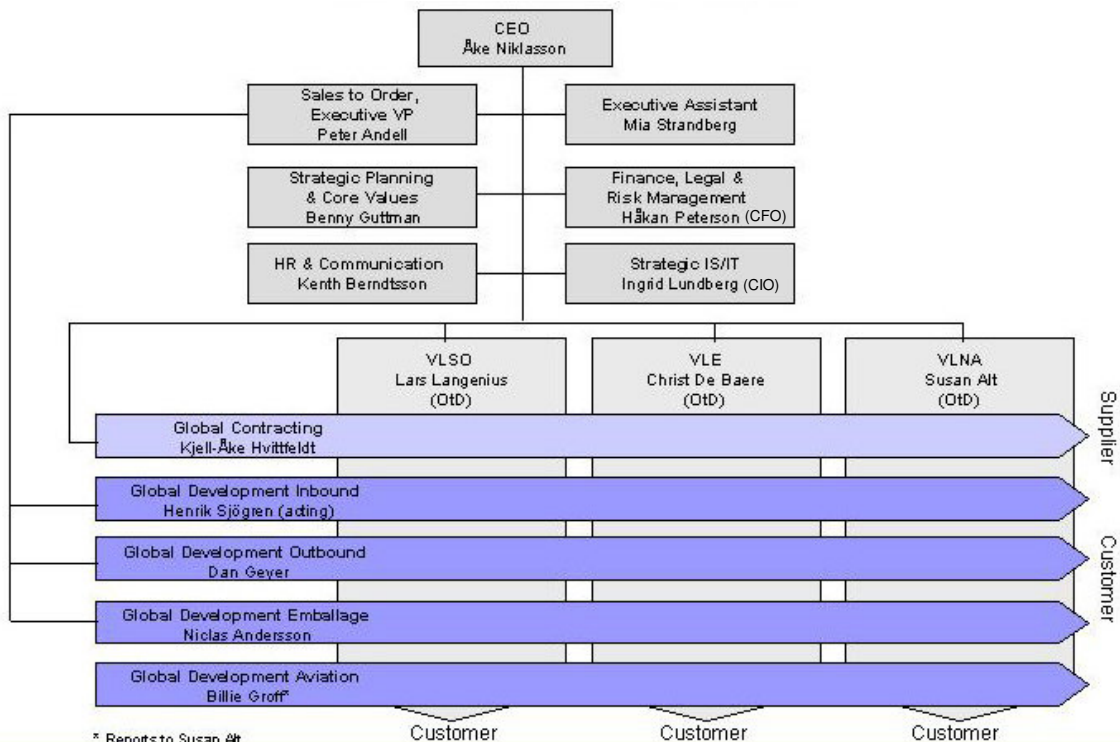 CEO
Åke Niklasson
Sales to Order,
Executive VP
Peter Andell
Executive Assistant
Mia Strandberg
Strategic Planning
& Core Values
Benny Guttman
Finance, Legal &
Risk Management
Håkan Peterson (CFO)
HR & Communication
Kenth Berndtsson
Strategic IS/IT
Ingrid Lundberg (CIO)
VLSO
Lars Langenius
(OtD)
VLE
Christ De Baere
(OtD)
VLNA
Susan Alt
(OtD)
Global Contracting
Kjell-Åke Hvittfeldt
Supplier
Global Development Inbound
Henrik Sjögren (acting)
Global Development Outbound
Dan Geyer
Customer
Global Development Emballage
Niclas Andersson
Global Development Aviation
Billie Groff*
* Reports to Susan Alt
Customer
Customer
Customer